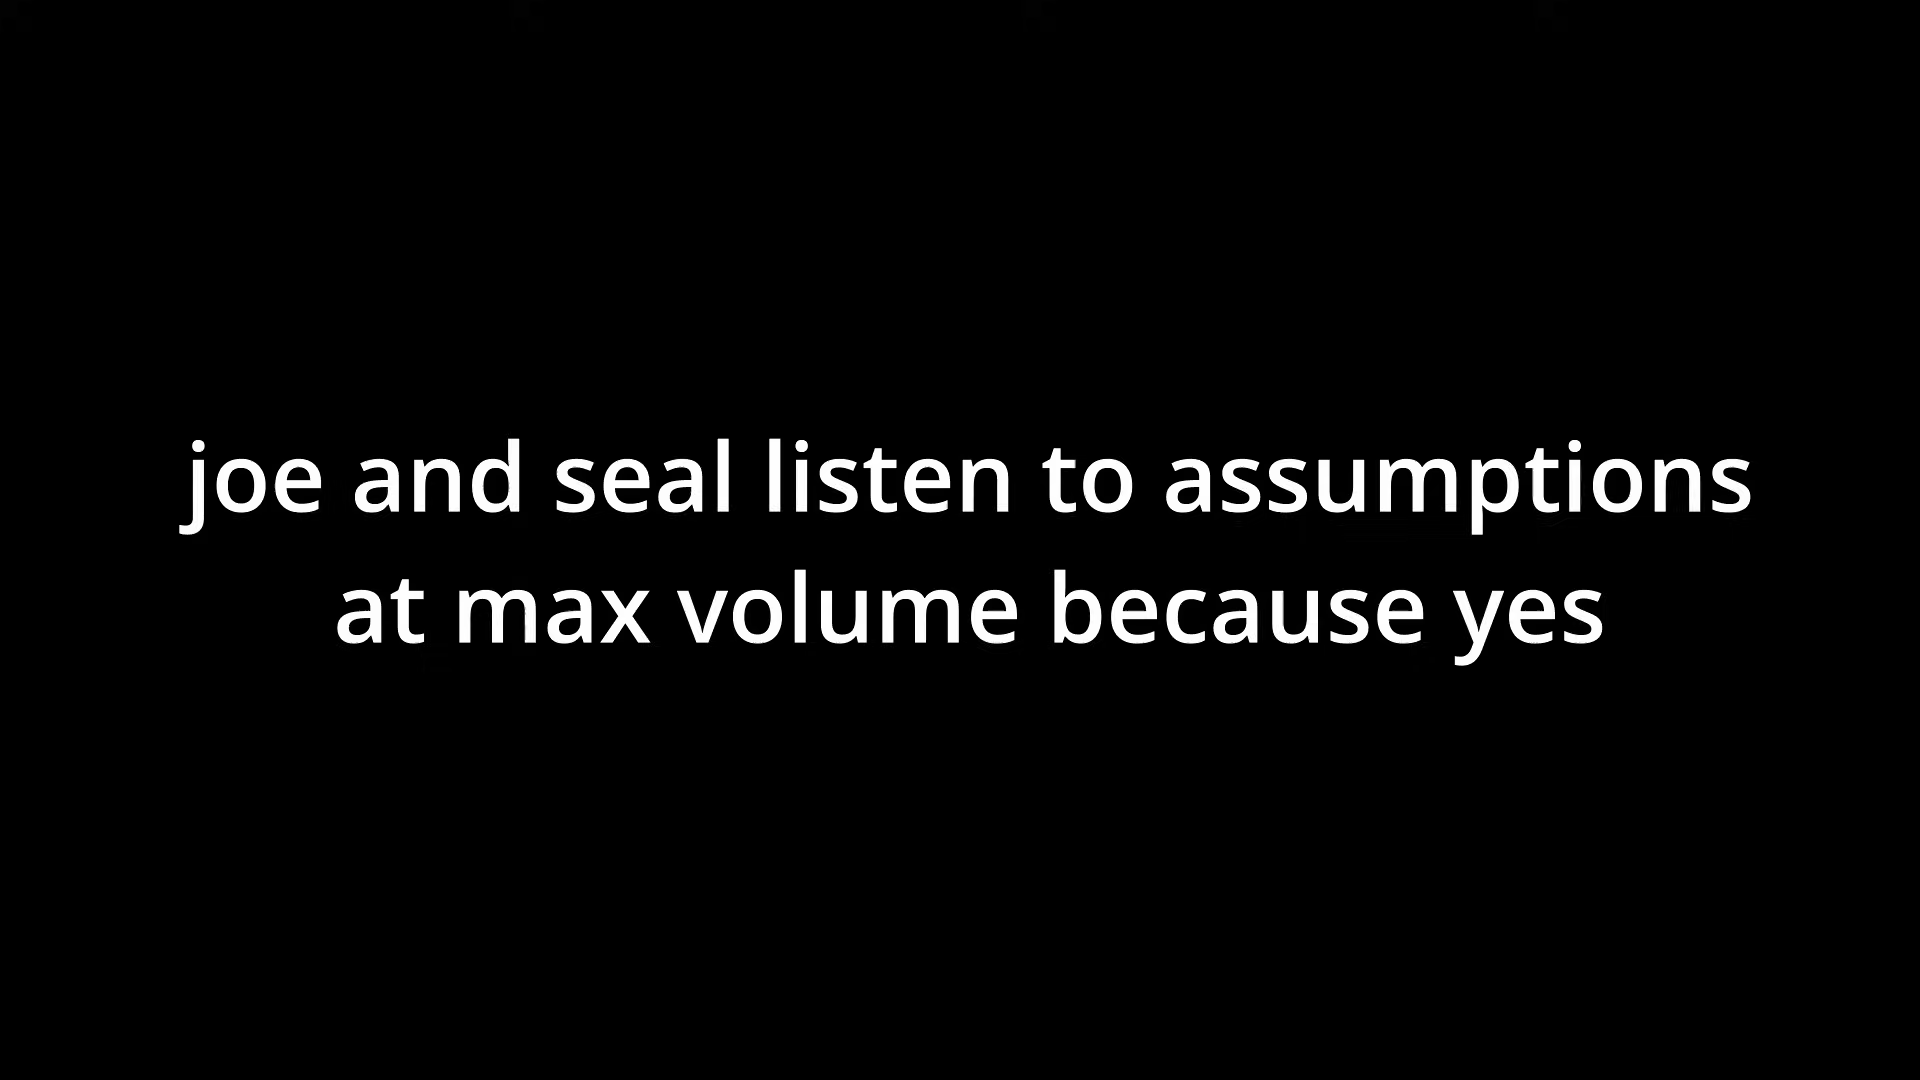 joe and seal listen to assumptions
at max volume because yes